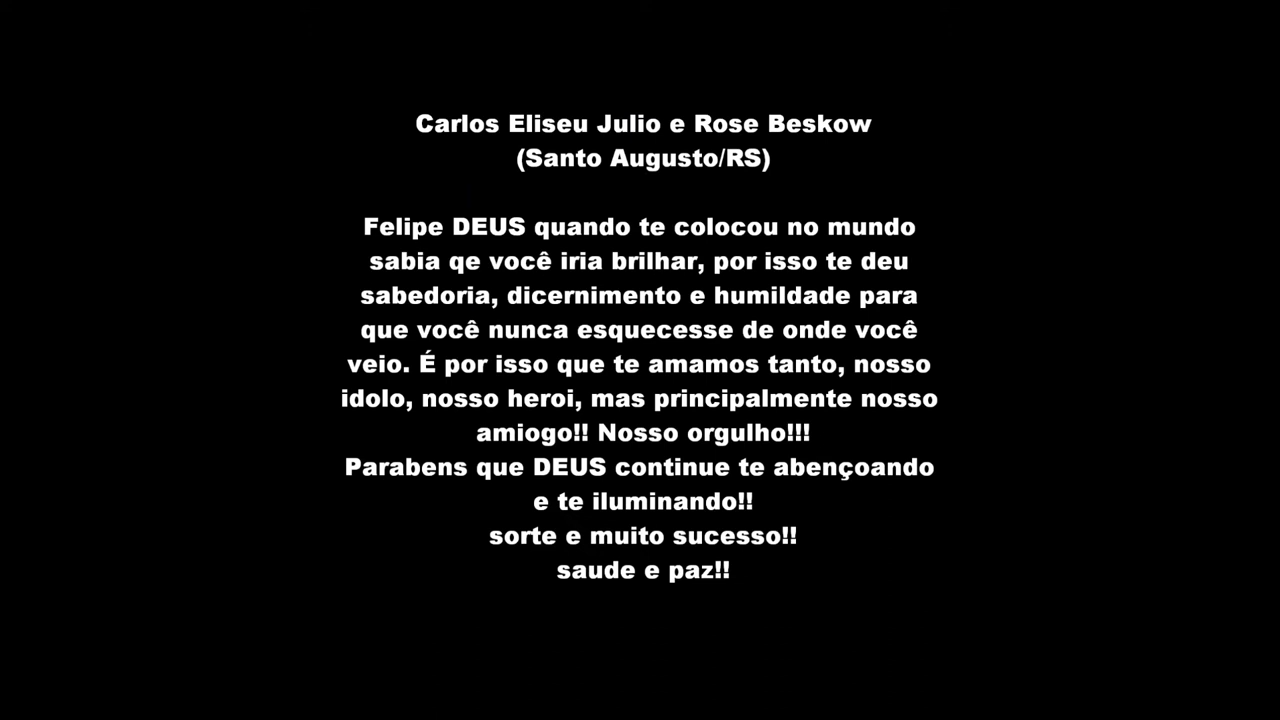 Carlos Eliseu Julio e Rose Beskow
(Santo Augusto/RS)
Felipe DEUS quando te colocou no mundo
sabia qe você iria brilhar, por isso te deu
sabedoria, dicernimento e humildade para
que você nunca esquecesse de onde você
veio. É por isso que te amamos tanto, nosso
idolo, nosso heroi, mas principalmente nosso
amiogo!! Nosso orgulho!!!
Parabens que DEUS continue te abençoando
e te iluminando!!
sorte e muito sucesso!!
saude e paz!!